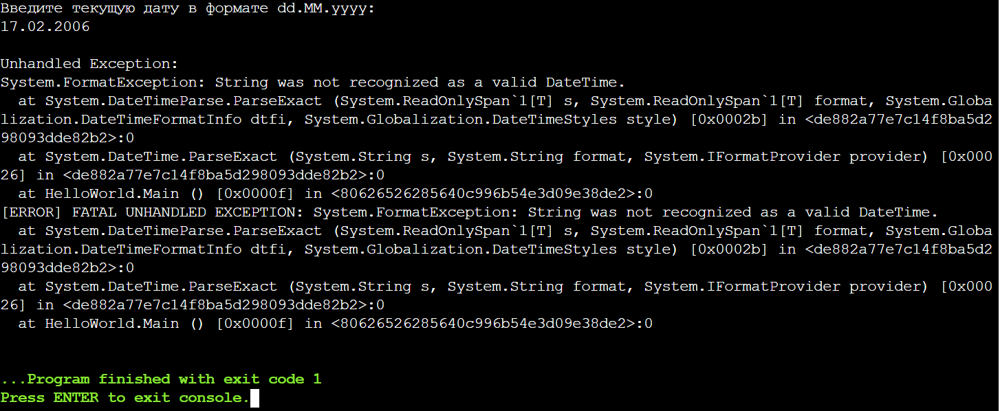 Введите текущую дату в формате dd.MM.yyyy:
17.02.2006
Unhandled Exception:
System.FormatException: String was not recognized as a valid DateTime.
at System.DateTimeParse.ParseExact (System.ReadOnlySpan`1[T] s, System.ReadOnlySpan`1[T] format, System.Globa
lization.DateTimeFormatInfo dtfi, System.Globalization.DateTimeStyles style) [0x0002b] in <de882a77e7c14f8ba5d2
98093dde82b2>:0
at System.DateTime.ParseExact (System.String s, System.String format, System.IFormatProvider provider) [0x000
26] in <de882a77e7c14f8ba5d298093dde82b2>:0
at HelloWorld.Main () [0x0000f] in <80626526285640c996b54e3d09e38de2>:0
[ERROR] FATAL UNHANDLED EXCEPTION: System.FormatException: String was not recognized as a valid DateTime.
at System.DateTimeParse.ParseExact (System.ReadOnlySpan`1[T] s, System.ReadOnlySpan`1[T] format, System.Globa
lization.DateTimeFormatInfo dtfi, System.Globalization.DateTimeStyles style) [0x0002b] in <de882a77e7c14f8ba5d2
98093dde82b2>:0
at System.DateTime.ParseExact (System.String s, System.String format, System.IFormatProvider provider) [0x000
26] in <de882a77e7c14f8ba5d298093dde82b2>:0
at HelloWorld.Main () [0x0000f] in <80626526285640c996b54e3d09e38de2>:0
...Program finished with exit code 1
Press ENTER to exit console.